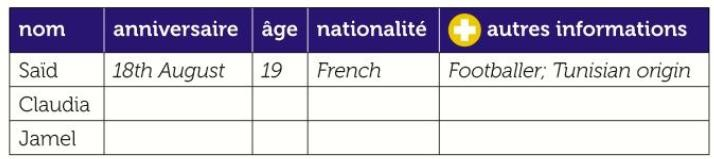 nom anniversaire âge nationalité autres informations
Saïd 18th August 19 French Footballer; Tunisian origin
Claudia
Jamel